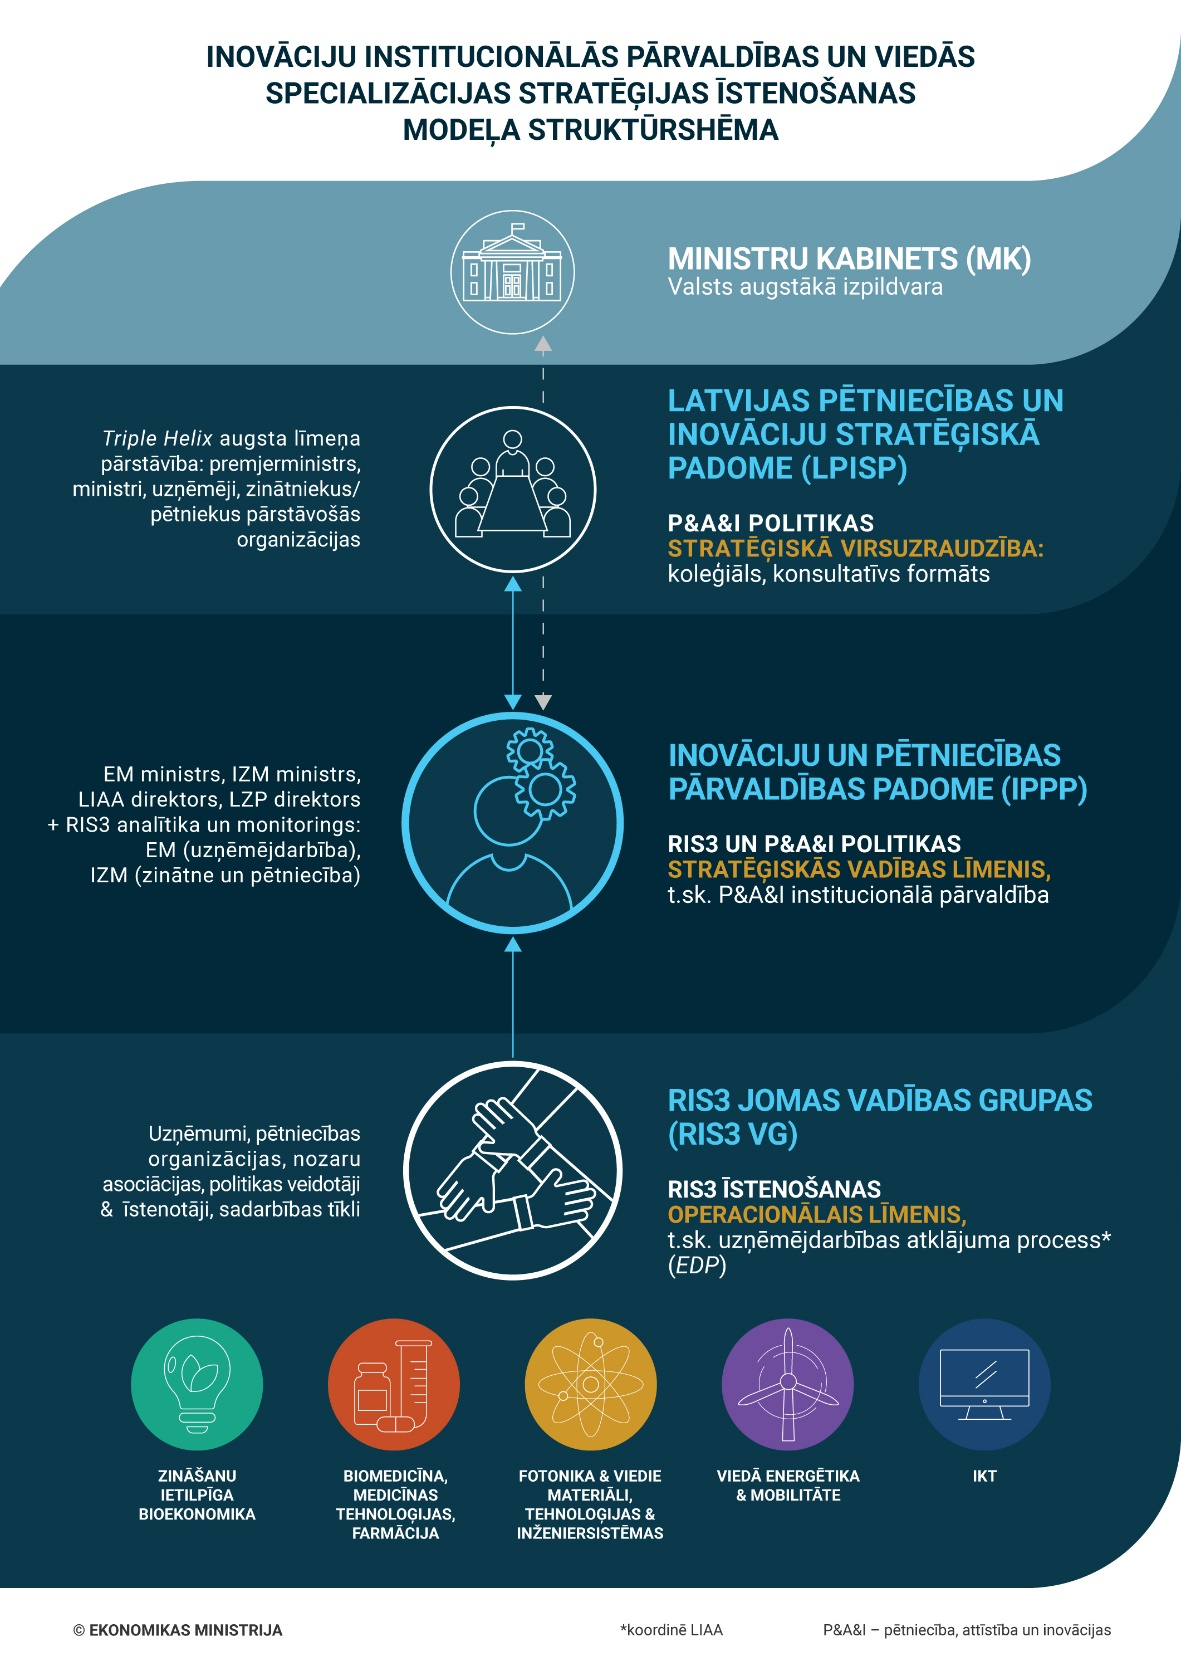 INOVĀCIJU INSTITUCIONĀLĀS PĀRVALDĪBAS UN VIEDĀS
SPECIALIZĀCIJAS STRATĒĢIJAS ĪSTENOŠANAS
MODEĻA STRUKTŪRSHĒMA
MINISTRU KABINETS (MK)
Valsts augstākā izpildvara
Triple Helix augsta līmeņa
pārstāvība: premjerministrs,
ministri, uzņēmēji, zinātniekus/
pētniekus pārstāvošās
organizācijas
LATVIJAS PĒTNIECĪBAS UN
INOVĀCIJU STRATĒĢISKĀ
PADOME (LPISP)
P&A&I POLITIKAS
STRATĒĢISKĀ VIRSUZRAUDZĪBA:
koleģiāls, konsultatīvs formāts
EM ministrs, IZM ministrs,
LIAA direktors, LZP direktors
+ RIS3 analītika un monitorings:
EM (uzņēmējdarbība),
IZM (zinātne un pētniecība)
INOVĀCIJU UN PĒTNIECĪBAS
PĀRVALDĪBAS PADOME (IPPP)
RIS3 UN P&A&I POLITIKAS
STRATĒĢISKĀS VADĪBAS LĪMENIS,
t.sk. P&A&I institucionālā pārvaldība
Uzņēmumi, pētniecības
organizācijas, nozaru
asociācijas, politikas veidotāji
& īstenotāji, sadarbības tīkli
RIS3 JOMAS VADĪBAS GRUPAS
(RIS3 VG)
RIS3 ĪSTENOŠANAS
OPERACIONĀLAIS LĪMENIS,
t.sk. uzņēmējdarbības atklājuma process*
(EDP)
ZINĀŠANU
IETILPĪGA
BIOEKONOMIKA
BIOMEDICĪNA,
MEDICĪNAS
TEHNOLOĢIJAS,
FARMĀCIJA
FOTONIKA & VIEDIE
MATERIĀLI,
TEHNOLOĢIJAS &
INŽENIERSISTĒMAS
VIEDĀ ENERGĒTIKA
& MOBILITĀTE
IKT
© EKONOMIKAS MINISTRIJA
*koordinē LIAA
P&A&I – pētniecība, attīstība un inovācijas